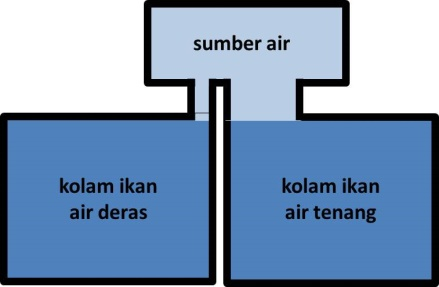 sumber air
kolam ikan
air deras
kolam ikan
air tenang